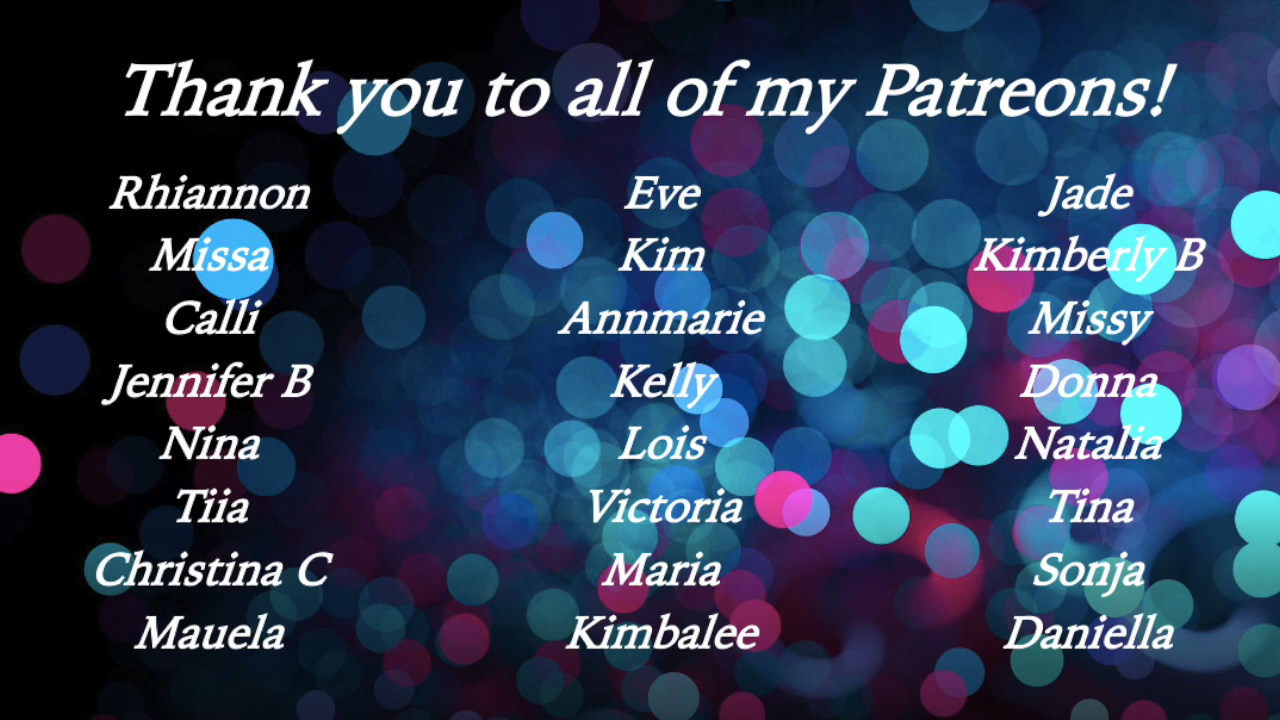 Thank you to all of my Patreons!
Rhiannon Eve Jade
Missa Kim Kimberly B
Calli Annmarie Missy
Jennifer B Kelly Donna
Nina Lois Natalia
Tiia Victoria Tina
Christina C Maria Sonja
Mauela Kimbalee Daniella